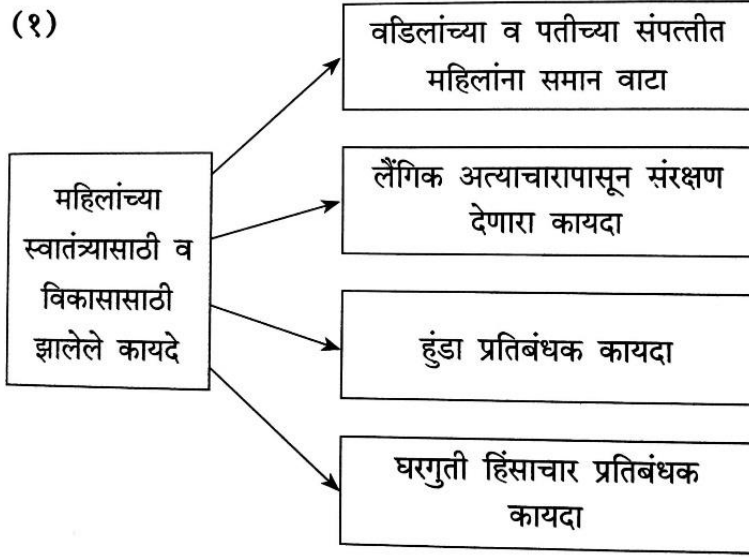 (१)
वडिलांच्या व पतीच्या संपत्तीत
महिलांना समान वाटा
महिलांच्या
स्वातंत्र्यासाठी व
विकासासाठी
झालेले कायदे
लैंगिक अत्याचारापासून संरक्षण
देणारा कायदा
हुंडा प्रतिबंधक कायदा
घरगुती हिंसाचार प्रतिबंधक
कायदा